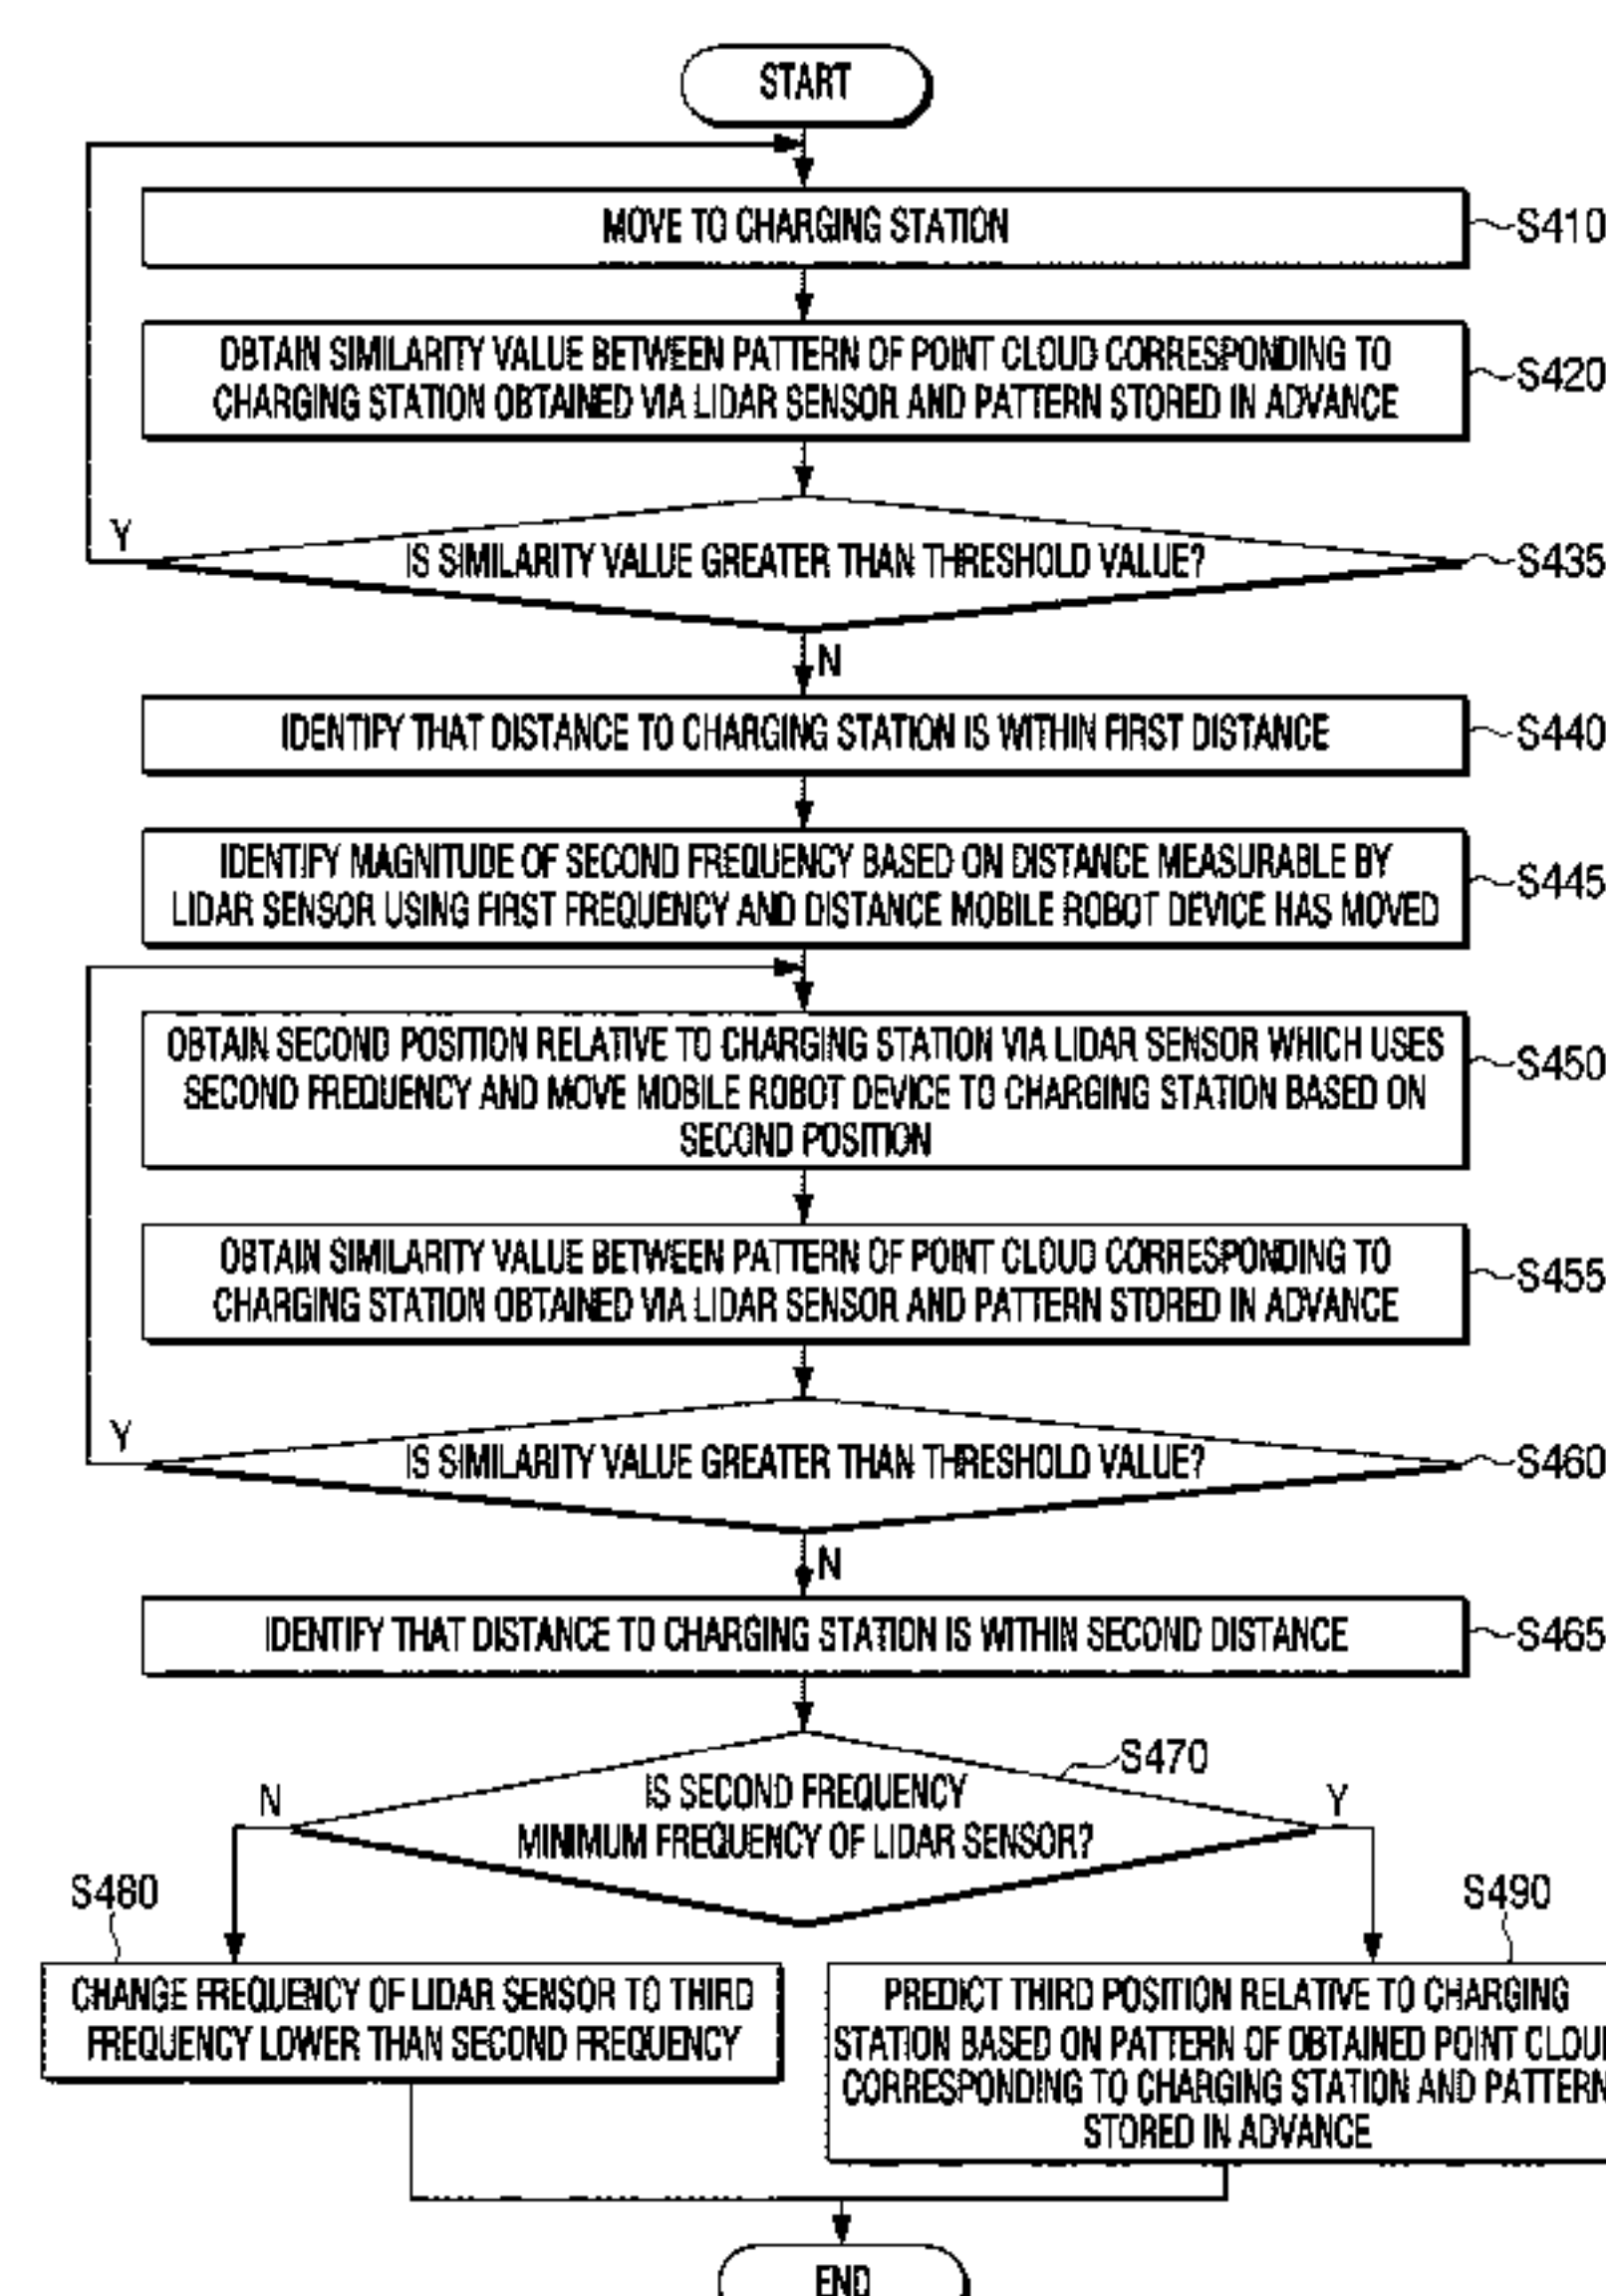 START
MOVE TO CHARGING STATION
S410
OBTAIN SIMILARITY VALUE BETWEEN PATTERN OF POINT CLOUD CORRESPONDING TO
CHARGING STATION OBTAINED VIA LIDAR SENSOR AND PATTERN STORED IN ADVANCE
S420
Y
IS SIMILARITY VALUE GREATER THAN THRESHOLD VALUE?
S435
N
IDENTIFY THAT DISTANCE TO CHARGING STATION IS WITHIN FIRST DISTANCE
S440
IDENTIFY MAGNITUDE OF SECOND FREQUENCY BASED ON DISTANCE MEASURABLE BY
LIDAR SENSOR USING FIRST FREQUENCY AND DISTANCE MOBILE ROBOT DEVICE HAS MOVED
S445
OBTAIN SECOND POSITION RELATIVE TO CHARGING STATION VIA LIDAR SENSOR WHICH USES
SECOND FREQUENCY AND MOVE MOBILE ROBOT DEVICE TO CHARGING STATION BASED ON
SECOND POSITION
S450
OBTAIN SIMILARITY VALUE BETWEEN PATTERN OF POINT CLOUD CORRESPONDING TO
CHARGING STATION OBTAINED VIA LIDAR SENSOR AND PATTERN STORED IN ADVANCE
S455
Y
IS SIMILARITY VALUE GREATER THAN THRESHOLD VALUE?
S460
N
IDENTIFY THAT DISTANCE TO CHARGING STATION IS WITHIN SECOND DISTANCE
S465
S470
N
IS SECOND FREQUENCY
MINIMUM FREQUENCY OF LIDAR SENSOR?
Y
S480
CHANGE FREQUENCY OF LIDAR SENSOR TO THIRD
FREQUENCY LOWER THAN SECOND FREQUENCY
S490
PREDICT THIRD POSITION RELATIVE TO CHARGING
STATION BASED ON PATTERN OF OBTAINED POINT CLOUD
CORRESPONDING TO CHARGING STATION AND PATTERN
STORED IN ADVANCE
END